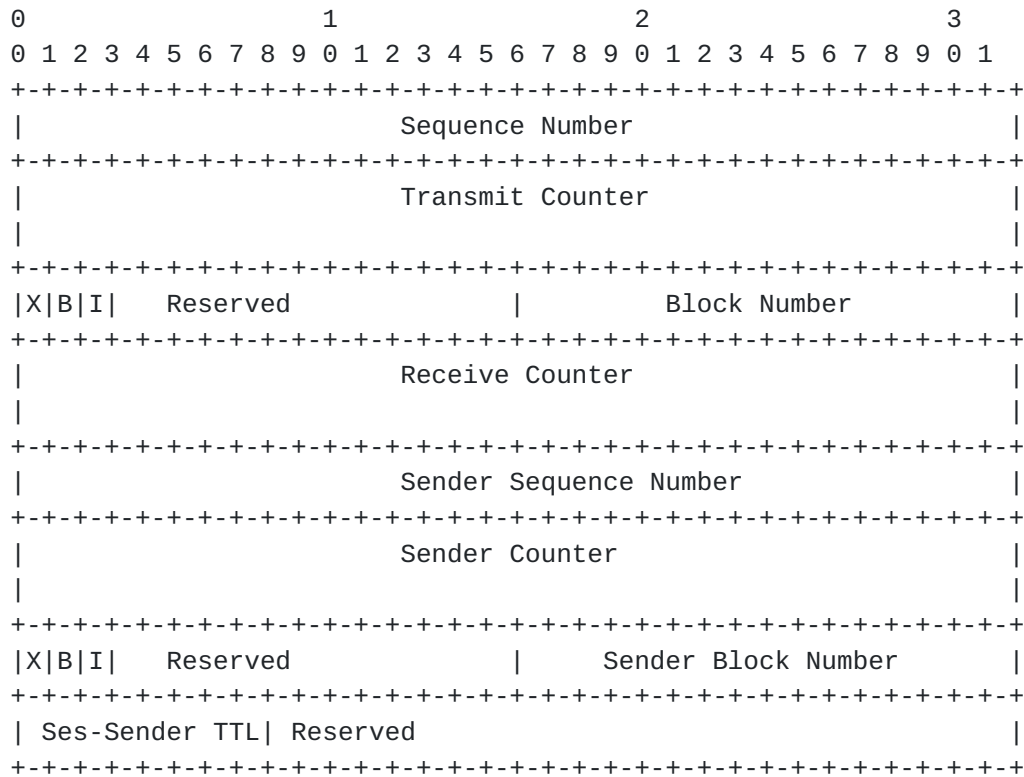 0                   1                   2                   3
 0 1 2 3 4 5 6 7 8 9 0 1 2 3 4 5 6 7 8 9 0 1 2 3 4 5 6 7 8 9 0 1
+-+-+-+-+-+-+-+-+-+-+-+-+-+-+-+-+-+-+-+-+-+-+-+-+-+-+-+-+-+-+-+-+
|                        Sequence Number                        |
+-+-+-+-+-+-+-+-+-+-+-+-+-+-+-+-+-+-+-+-+-+-+-+-+-+-+-+-+-+-+-+-+
|                        Transmit Counter                       |
|                                                               |
+-+-+-+-+-+-+-+-+-+-+-+-+-+-+-+-+-+-+-+-+-+-+-+-+-+-+-+-+-+-+-+-+
|X|B|I|   Reserved              |         Block Number          |
+-+-+-+-+-+-+-+-+-+-+-+-+-+-+-+-+-+-+-+-+-+-+-+-+-+-+-+-+-+-+-+-+
|                        Receive Counter                        |
|                                                               |
+-+-+-+-+-+-+-+-+-+-+-+-+-+-+-+-+-+-+-+-+-+-+-+-+-+-+-+-+-+-+-+-+
|                        Sender Sequence Number                 |
+-+-+-+-+-+-+-+-+-+-+-+-+-+-+-+-+-+-+-+-+-+-+-+-+-+-+-+-+-+-+-+-+
|                        Sender Counter                         |
|                                                               |
+-+-+-+-+-+-+-+-+-+-+-+-+-+-+-+-+-+-+-+-+-+-+-+-+-+-+-+-+-+-+-+-+
|X|B|I|   Reserved              |     Sender Block Number       |
+-+-+-+-+-+-+-+-+-+-+-+-+-+-+-+-+-+-+-+-+-+-+-+-+-+-+-+-+-+-+-+-+
| Ses-Sender TTL| Reserved                                      |
+-+-+-+-+-+-+-+-+-+-+-+-+-+-+-+-+-+-+-+-+-+-+-+-+-+-+-+-+-+-+-+-+